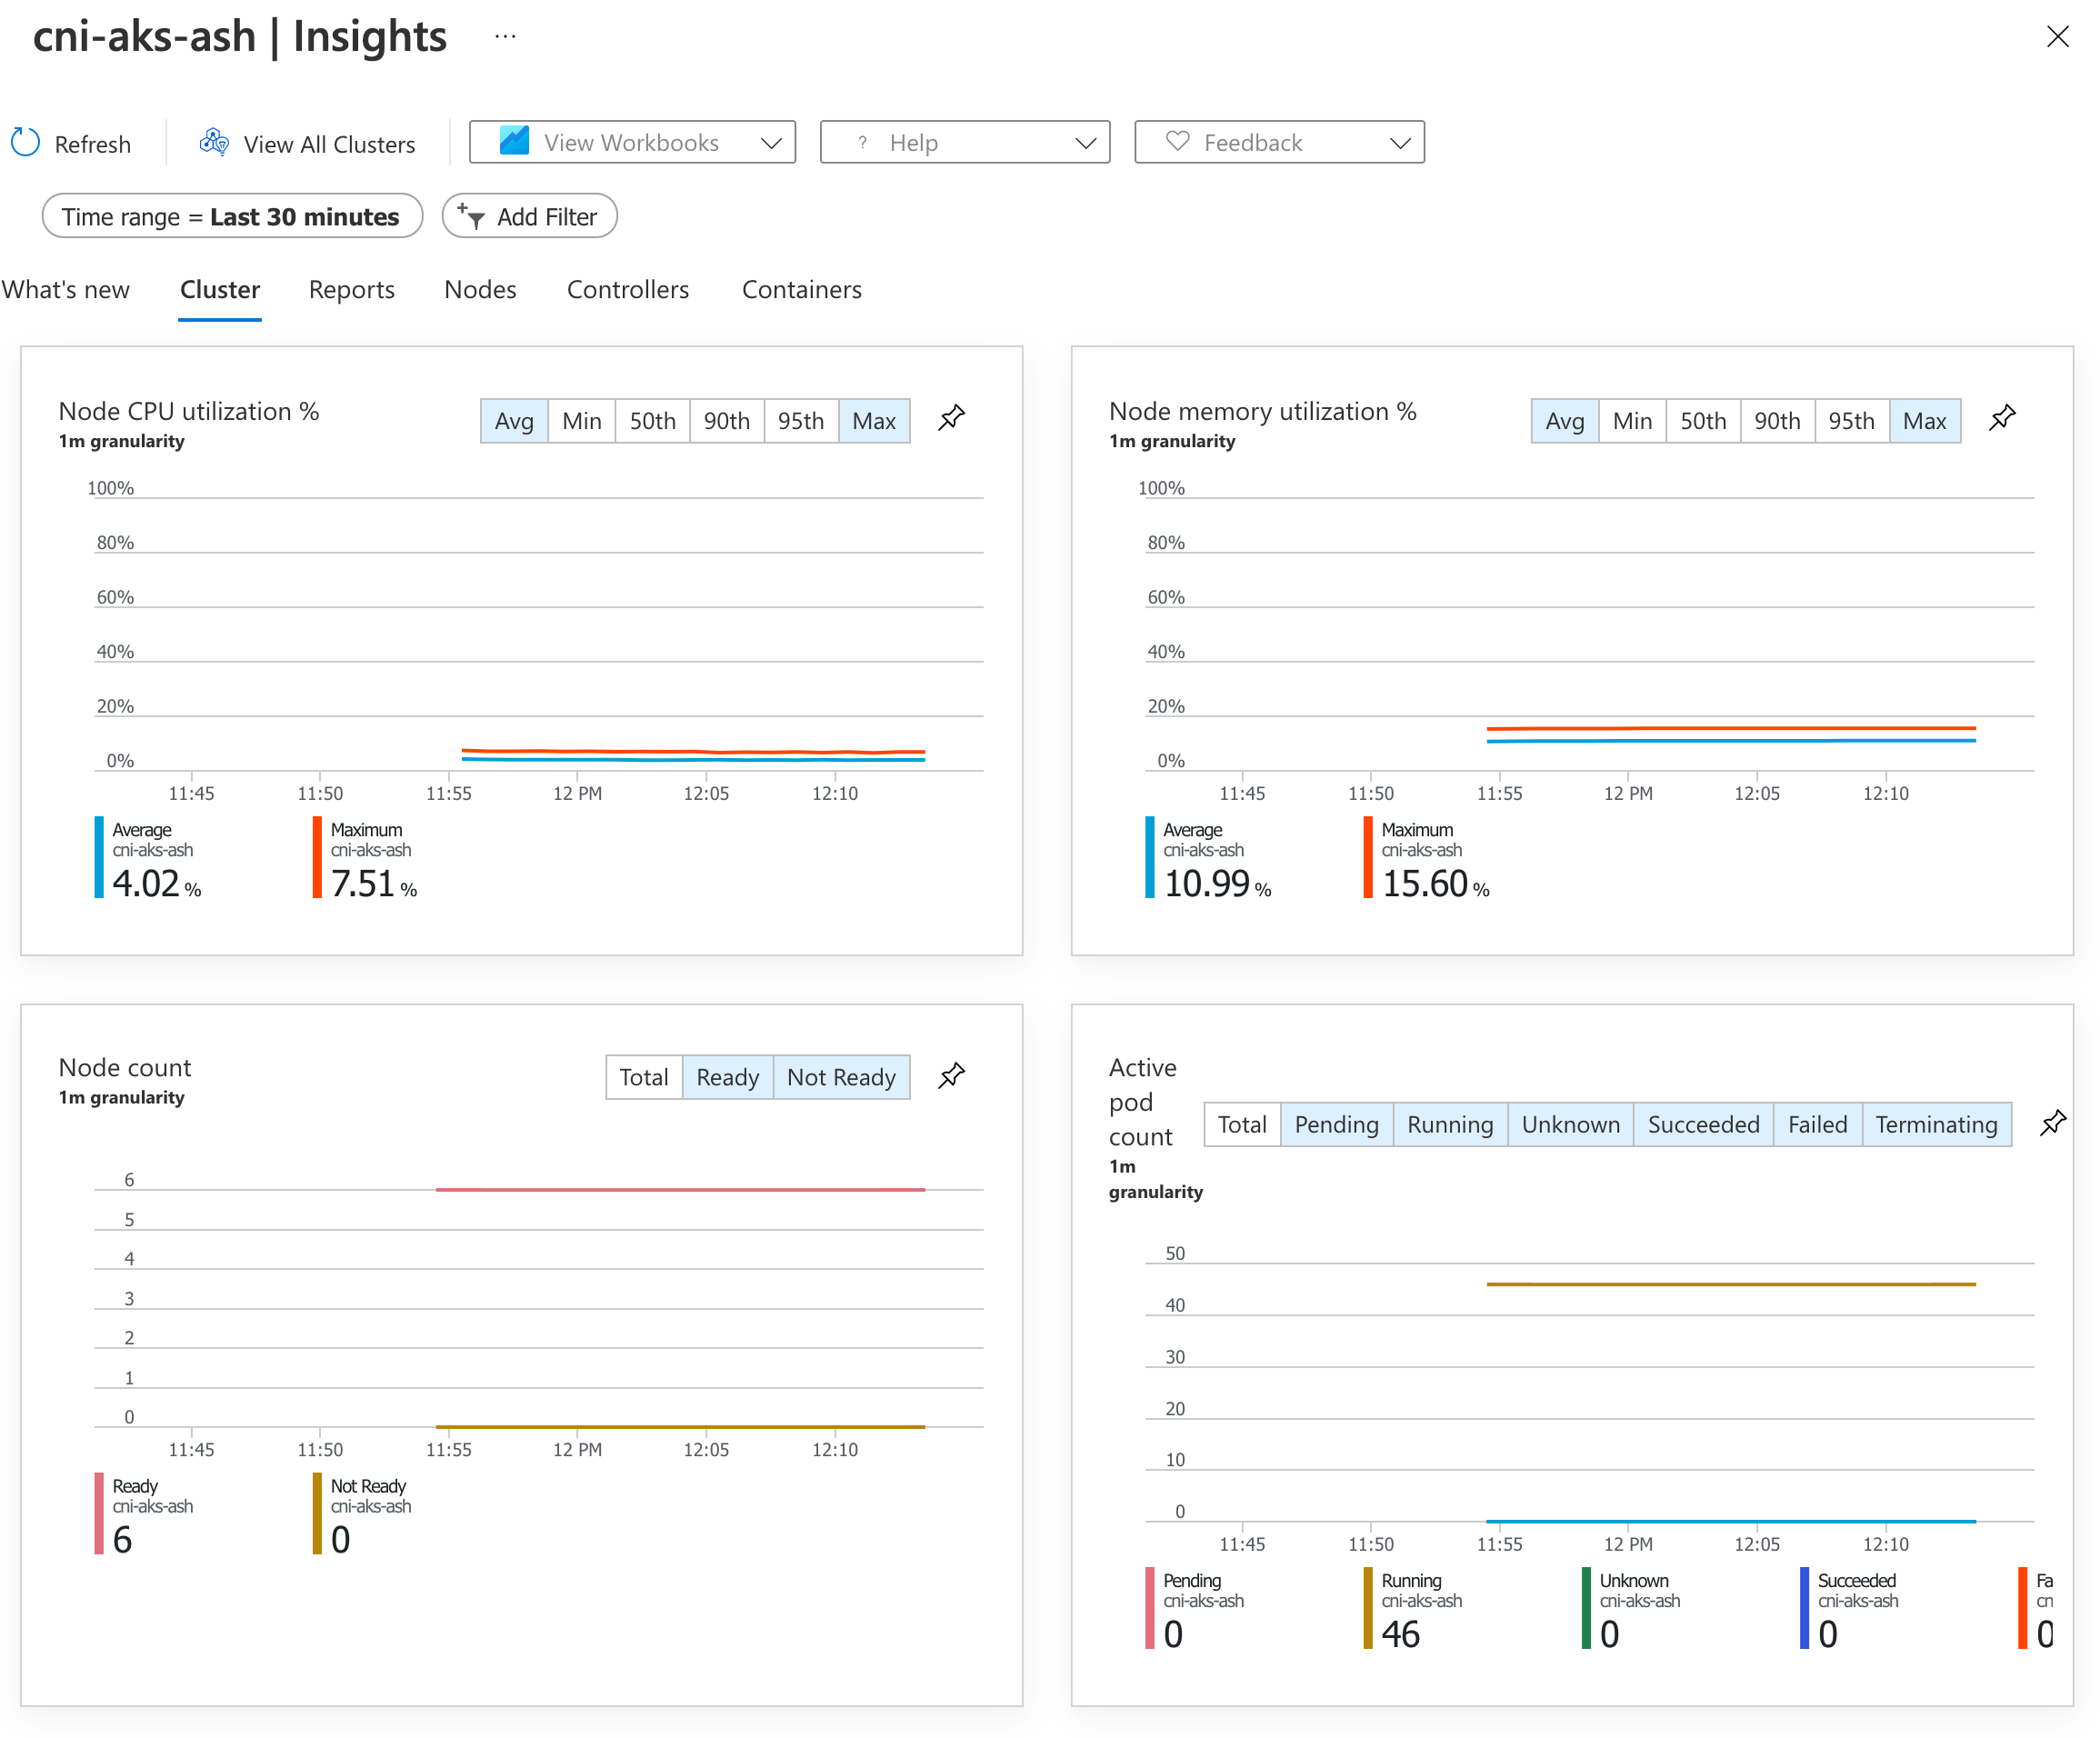 cni-aks-ash | Insights ...
Refresh View All Clusters View Workbooks ? Help Feedback
Time range = Last 30 minutes Add Filter
What's new Cluster Reports Nodes Controllers Containers
Node CPU utilization %
1m granularity
Avg Min 50th 90th 95th Max
100%
80%
60%
40%
20%
0%
11:45 11:50 11:55 12 PM 12:05 12:10
Average Maximum
cni-aks-ash cni-aks-ash
4.02 % 7.51 %
Node memory utilization %
1m granularity
Avg Min 50th 90th 95th Max
100%
80%
60%
40%
20%
0%
11:45 11:50 11:55 12 PM 12:05 12:10
Average Maximum
cni-aks-ash cni-aks-ash
10.99 % 15.60 %
Node count
1m granularity
Total Ready Not Ready
6
5
4
3
2
1
0
11:45 11:50 11:55 12 PM 12:05 12:10
Ready Not Ready
cni-aks-ash cni-aks-ash
6 0
Active
pod
count
1m
granularity
Total Pending Running Unknown Succeeded Failed Terminating
50
40
30
20
10
0
11:45 11:50 11:55 12 PM 12:05 12:10
Pending Running Unknown Succeeded Fa
cni-aks-ash cni-aks-ash cni-aks-ash cni-aks-ash cn
0 46 0 0 0